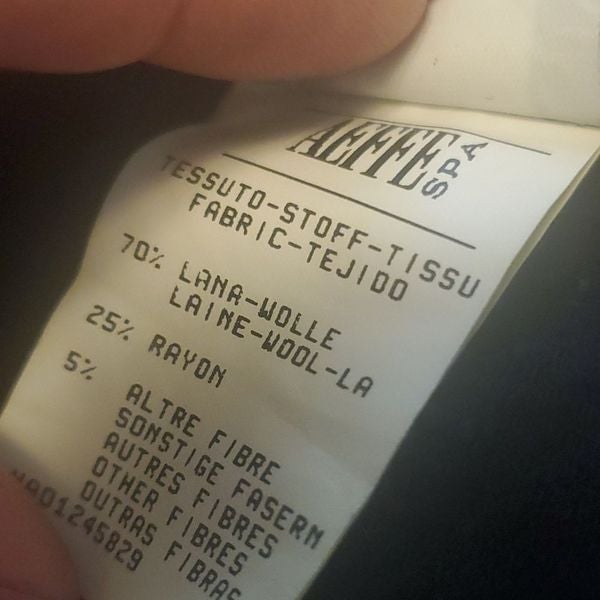 AEFFE SPA
TESSUTO-STOFF-TISSU
FABRIC-TEJIDO
70% LANA-WOLLE
LAINE-WOOL-LA
25% RAYON
5% ALTRE FIBRE
SONSTIGE FASERN
AUTRES FIBRES
OTHER FIBRES
OUTRAS FIBRAS